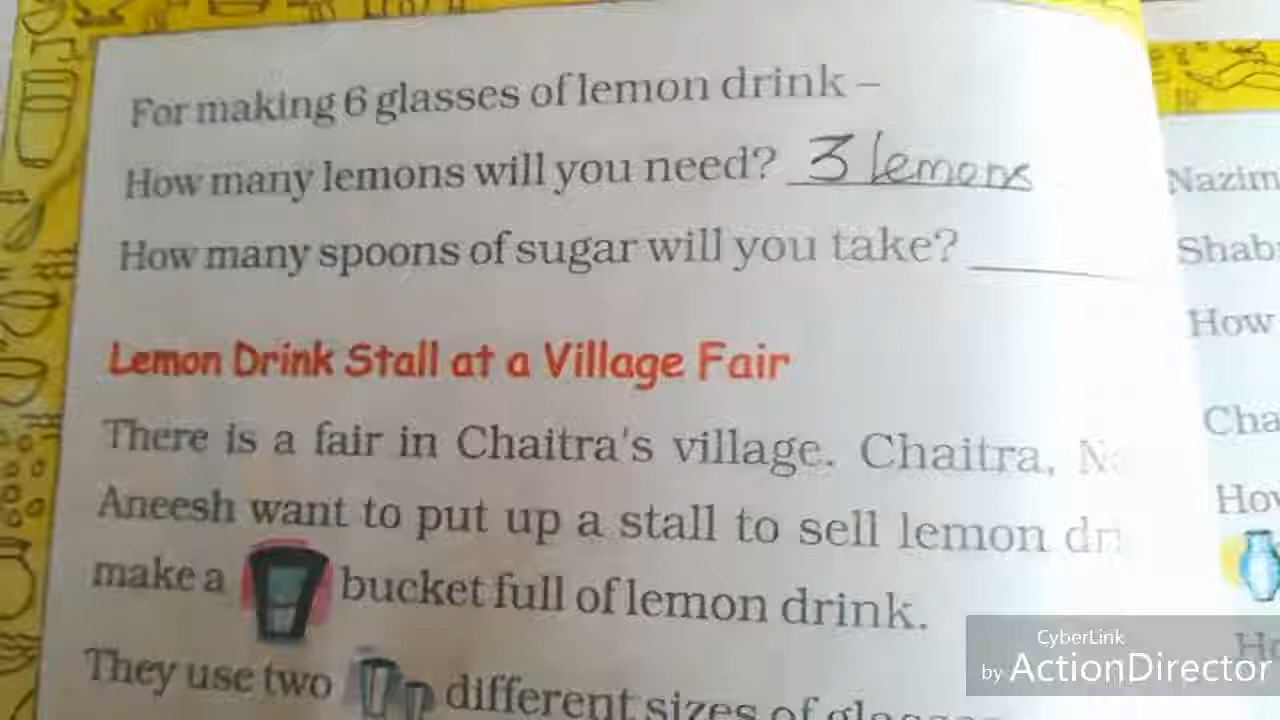 For making 6 glasses of lemon drink –
How many lemons will you need? 3 lemons
How many spoons of sugar will you take?
Lemon Drink Stall at a Village Fair
There is a fair in Chaitra's village. Chaitra,
Aneesh want to put up a stall to sell lemon
make a bucket full of lemon drink.
They use two different sizes of
Nazim
How
CyberLink
by ActionDirector